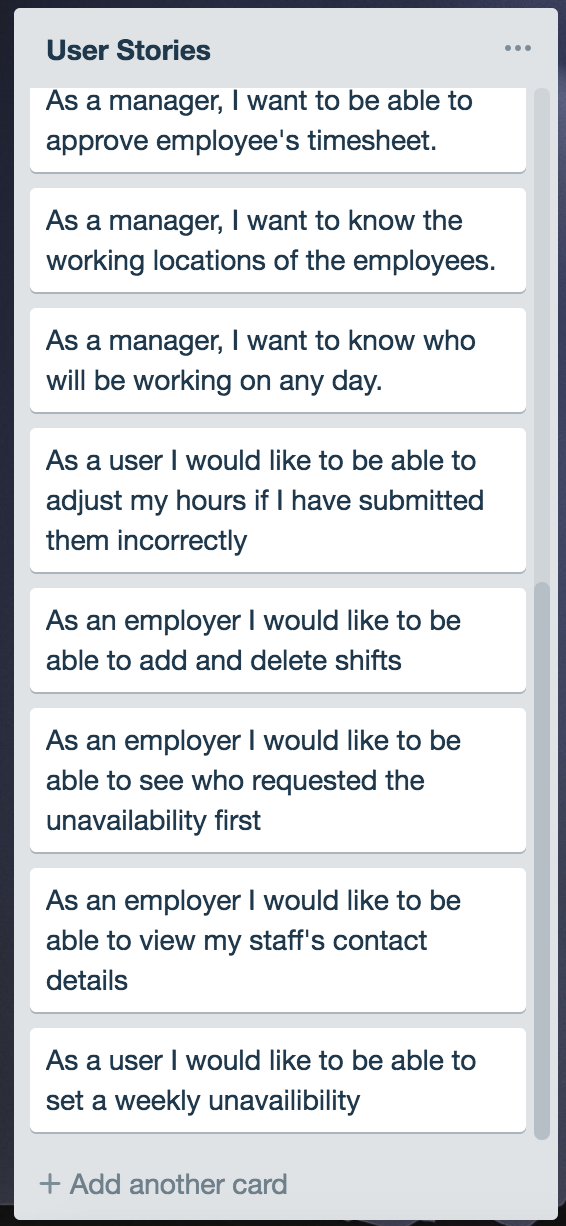 User Stories
As a manager, I want to be able to
approve employee's timesheet.
As a manager, I want to know the
working locations of the employees.
As a manager, I want to know who
will be working on any day.
As a user I would like to be able to
adjust my hours if I have submitted
them incorrectly
As an employer I would like to be
able to add and delete shifts
As an employer I would like to be
able to see who requested the
unavailability first
As an employer I would like to be
able to view my staff's contact
details
As a user I would like to be able to
set a weekly unavailibility
+ Add another card